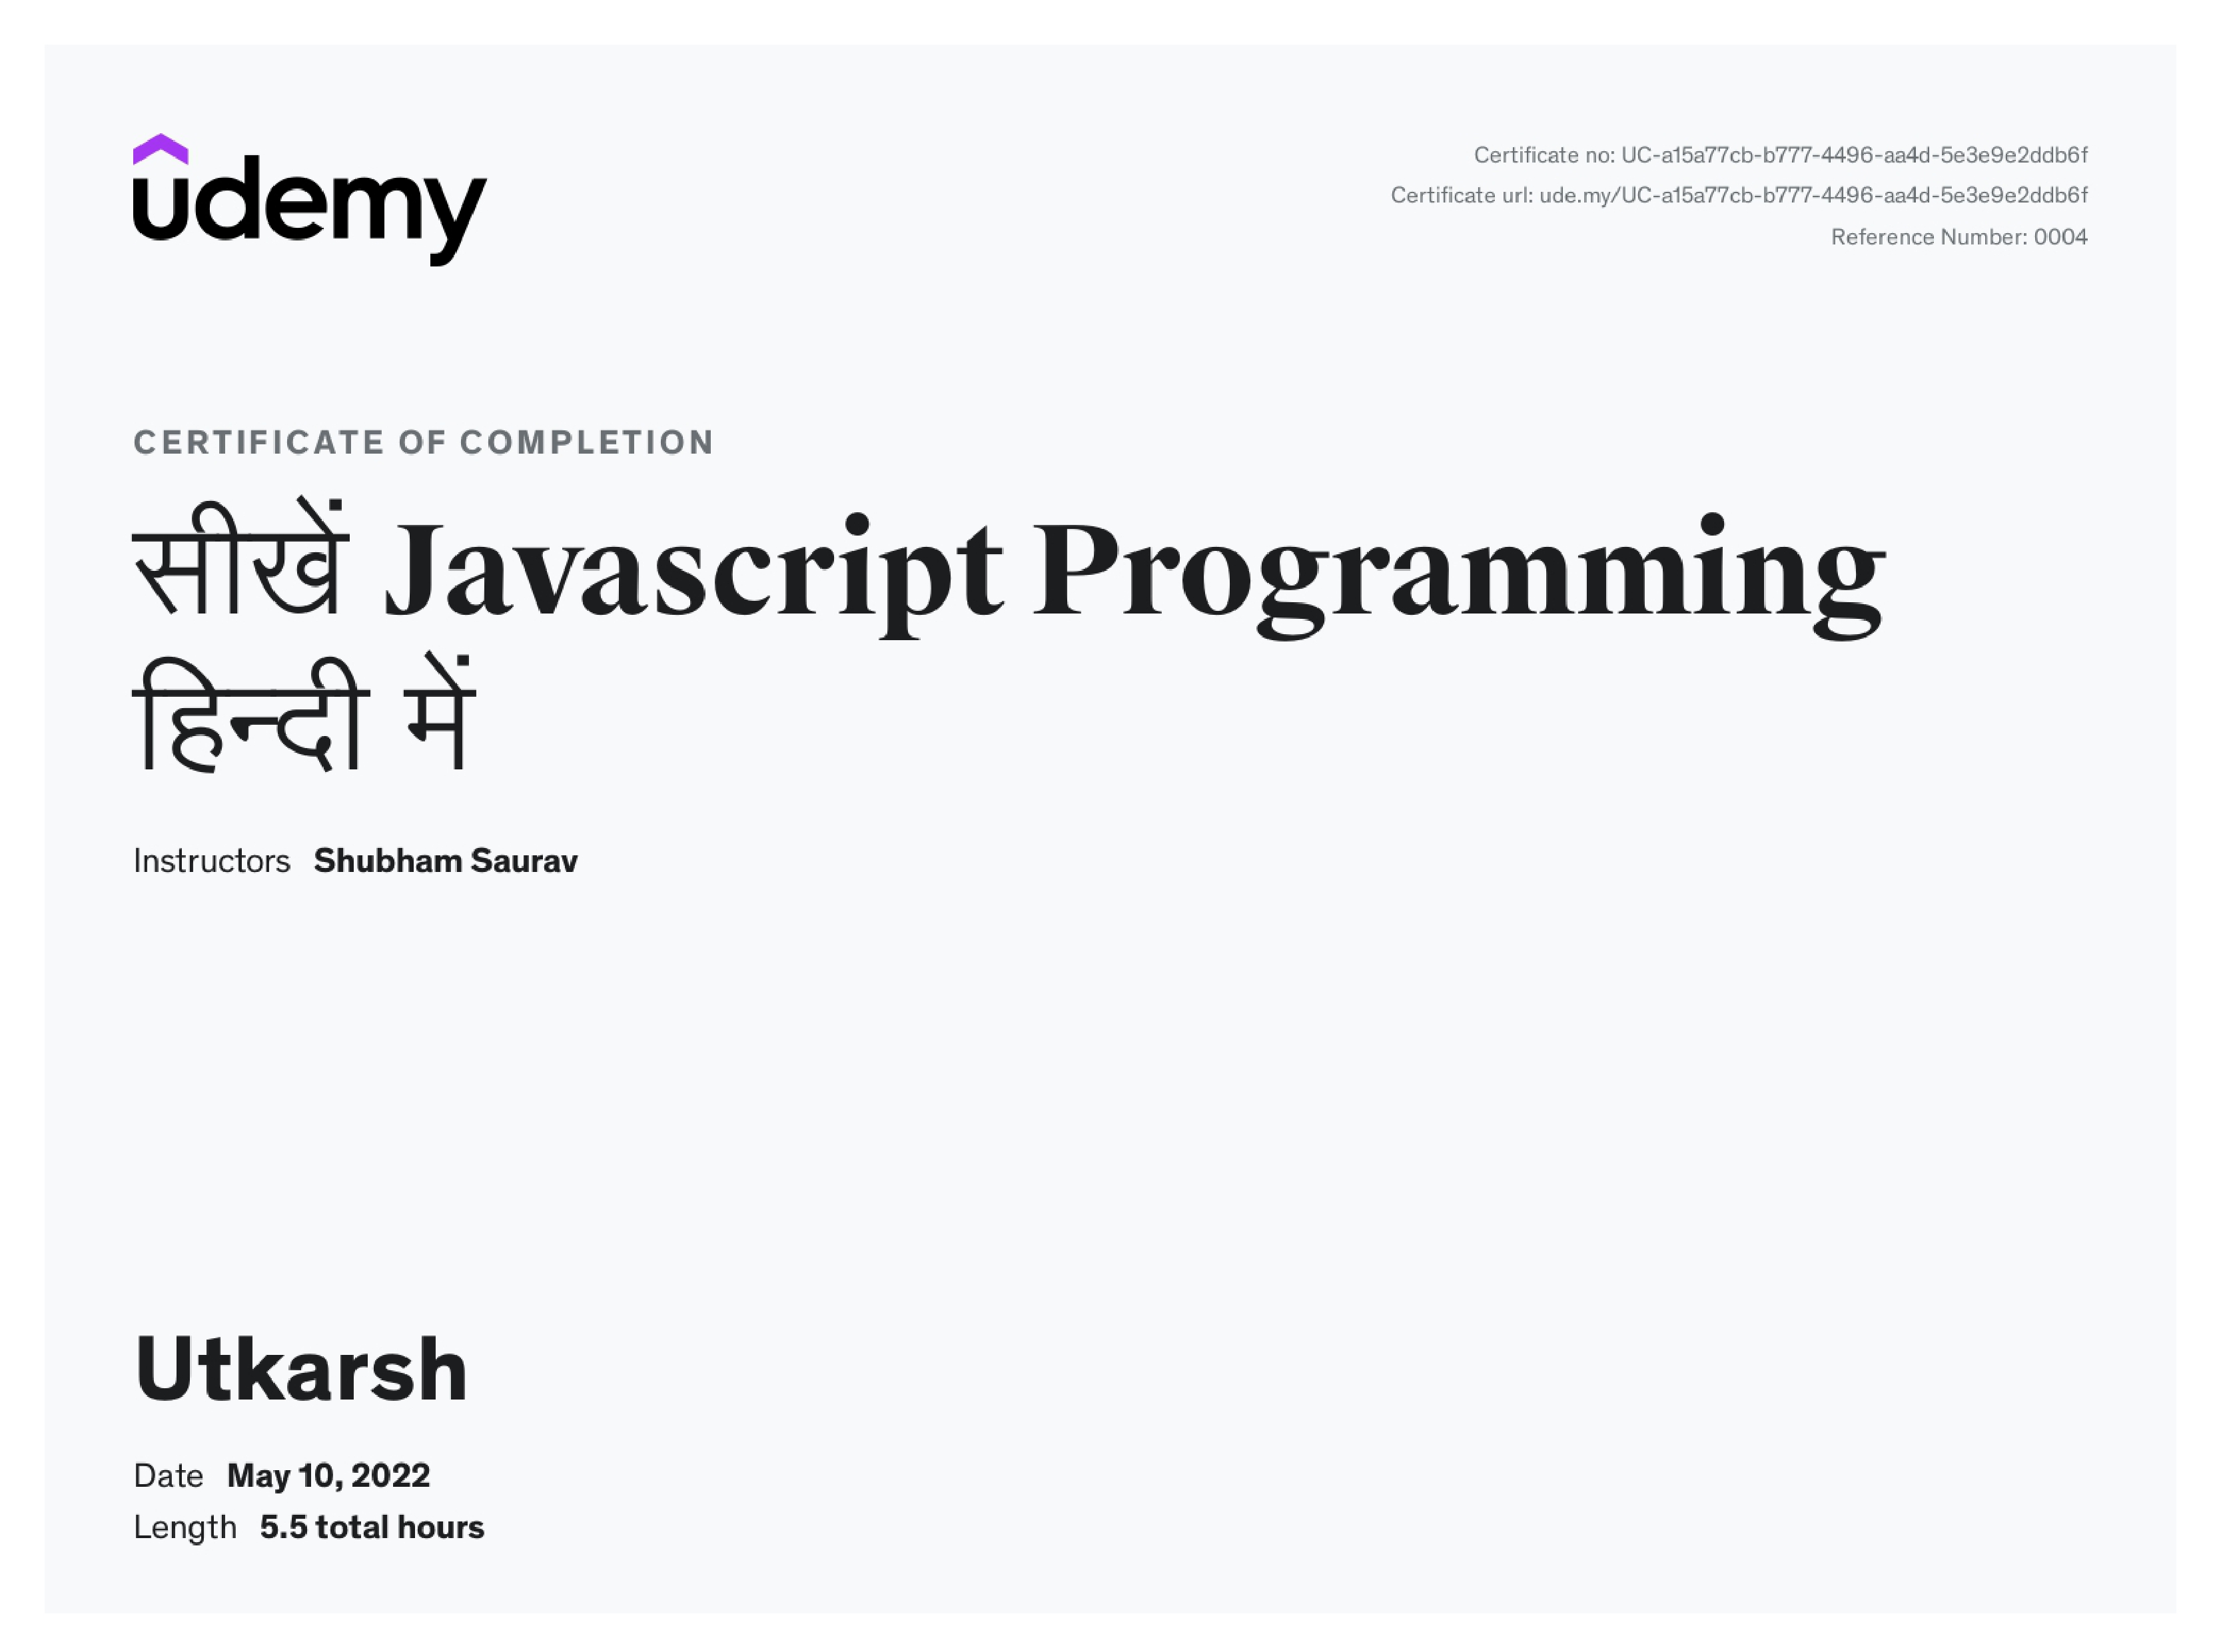 udemy
Certificate no: UC-a15a77cb-b777-4496-aa4d-5e3e9e2ddb6f
Certificate url: ude.my/UC-a15a77cb-b777-4496-aa4d-5e3e9e2ddb6f
Reference Number: 0004
CERTIFICATE OF COMPLETION
सीखें Javascript Programming
हिन्दी में
Instructors Shubham Saurav
Utkarsh
Date May 10, 2022
Length 5.5 total hours